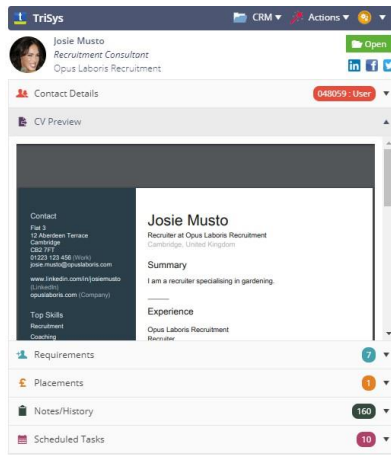 TriSys
CRM
Actions
Josie Musto
Recruitment Consultant
Opus Laboris Recruitment
Open
Contact Details
048059 : User
CV Preview
Contact
Flat 3
12 Aberdeen Terrace
Cambridge
CB2 7FT
01223 123 456 (Work)
josie.musto@opuslaboris.com
www.linkedin.com/in/josiemusto
(LinkedIn)
opuslaboris.com (Company)
Top Skills
Recruitment
Coaching
Josie Musto
Recruiter at Opus Laboris Recruitment
Cambridge, United Kingdom
Summary
I am a recruiter specialising in gardening.
Experience
Opus Laboris Recruitment
Recruiter
Requirements
7
Placements
1
Notes/History
160
Scheduled Tasks
10